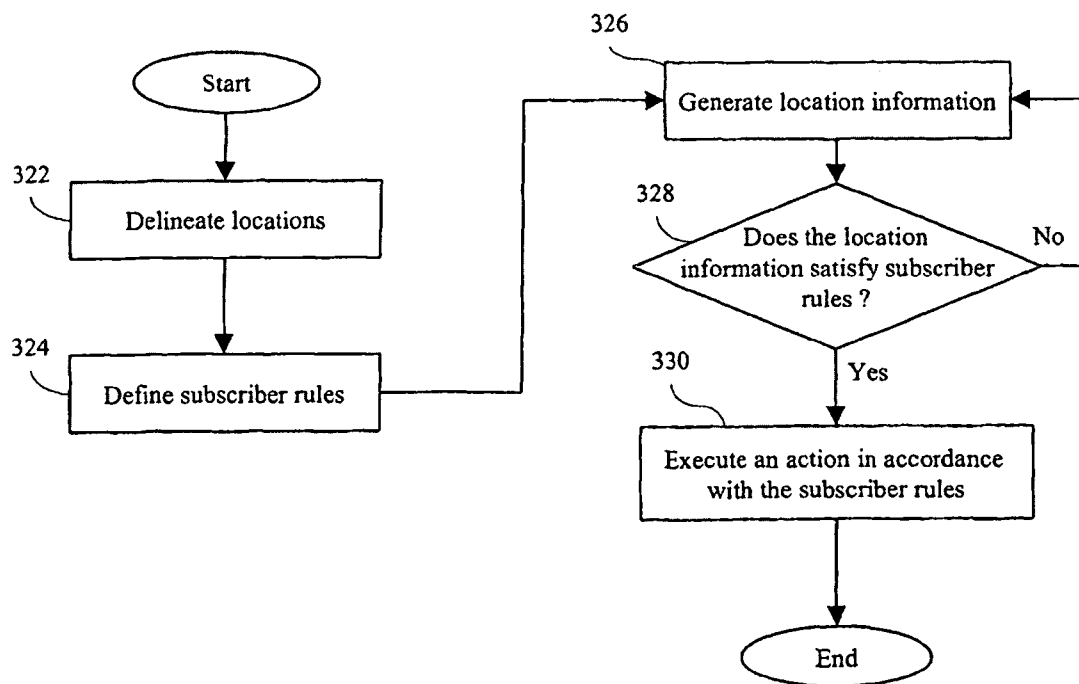 Start
322
Delineate locations
324
Define subscriber rules
326
Generate location information
328
Does the location
information satisfy subscriber
rules ?
No
Yes
330
Execute an action in accordance
with the subscriber rules
End